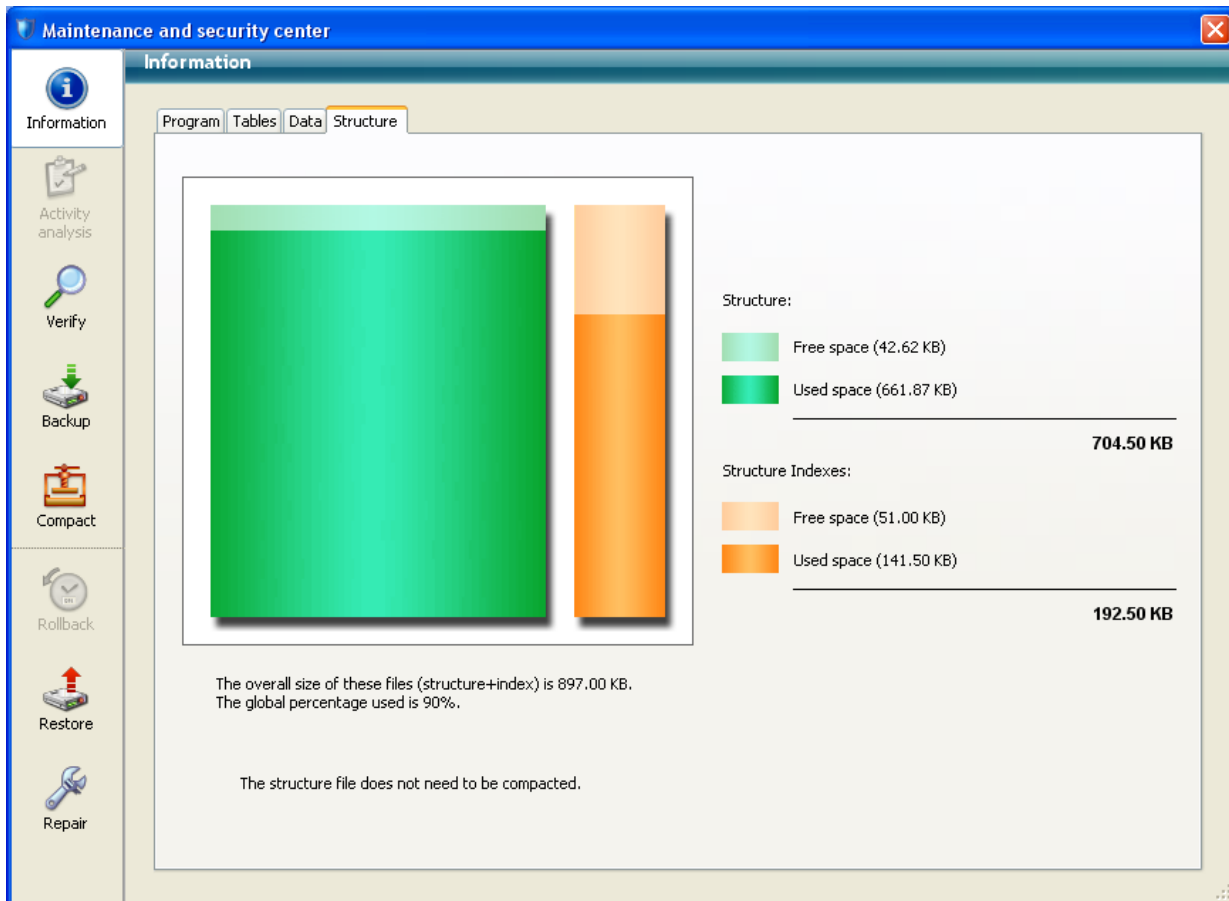 Maintenance and security center
Information
Information
Program Tables Data Structure
Activity
analysis
Verify
Backup
Compact
Rollback
Restore
Repair
Structure:
Free space (42.62 KB)
Used space (661.87 KB)
704.50 KB
Structure Indexes:
Free space (51.00 KB)
Used space (141.50 KB)
192.50 KB
The overall size of these files (structure+index) is 897.00 KB.
The global percentage used is 90%.
The structure file does not need to be compacted.